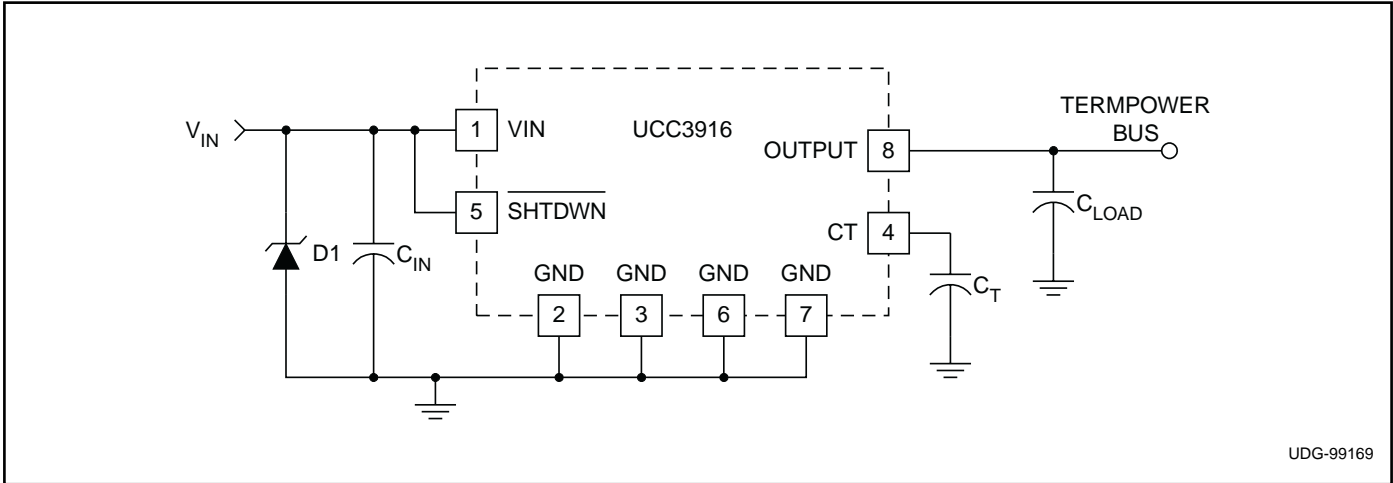 TERMPOWER
BUS
V_IN
1
VIN
UCC3916
OUTPUT
8
5
SHTDWN
CT
4
C_LOAD
D1
C_IN
GND
GND
GND
GND
2
3
6
7
C_T
UDG-99169